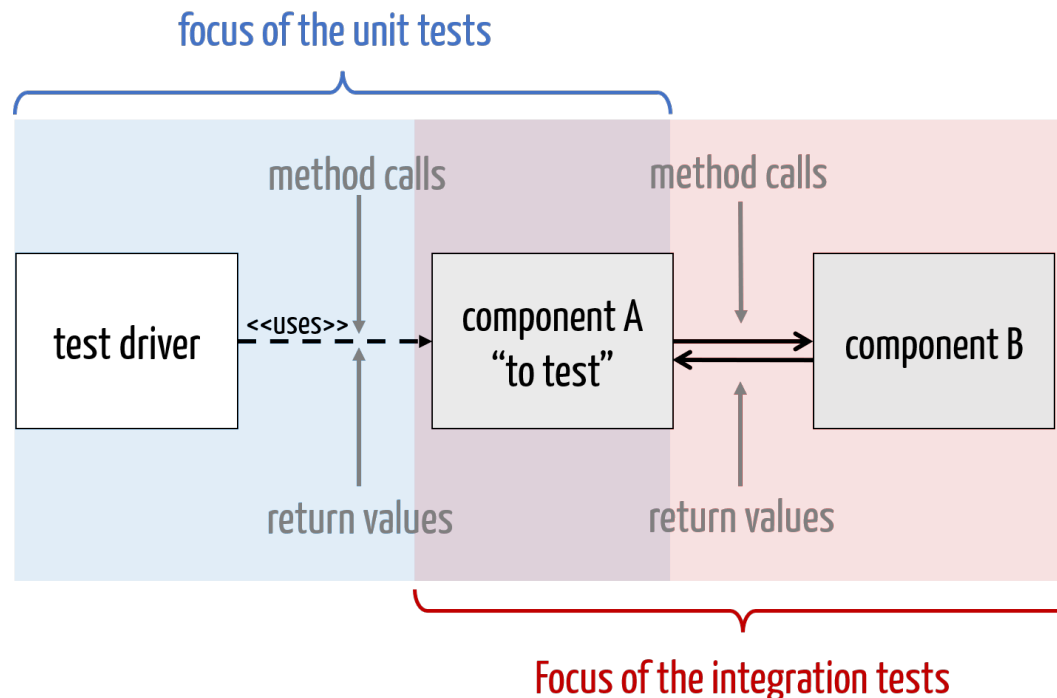 focus of the unit tests
method calls
method calls
test driver
<<uses>>
component A
“to test”
component B
return values
return values
Focus of the integration tests